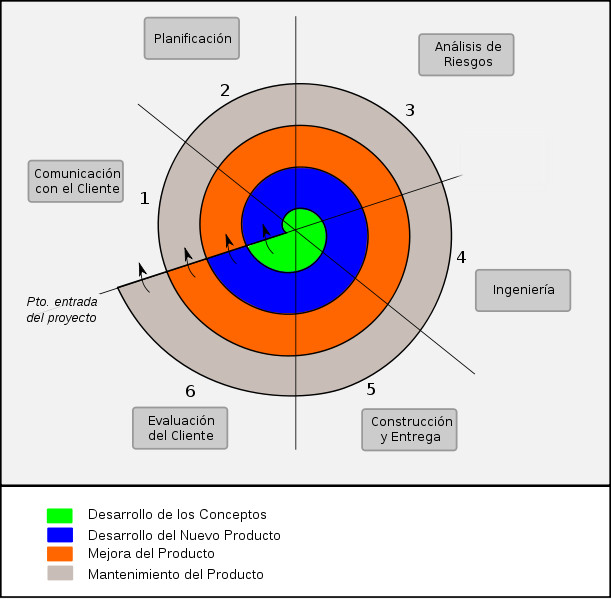 Planificación
Análisis de
Riesgos
2
3
Comunicación
con el Cliente
1
4
Ingeniería
Pto. entrada
del proyecto
6
5
Evaluación
del Cliente
Construcción
y Entrega
Desarrollo de los Conceptos
Desarrollo del Nuevo Producto
Mejora del Producto
Mantenimiento del Producto